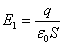 E₁ = q / ε₀S